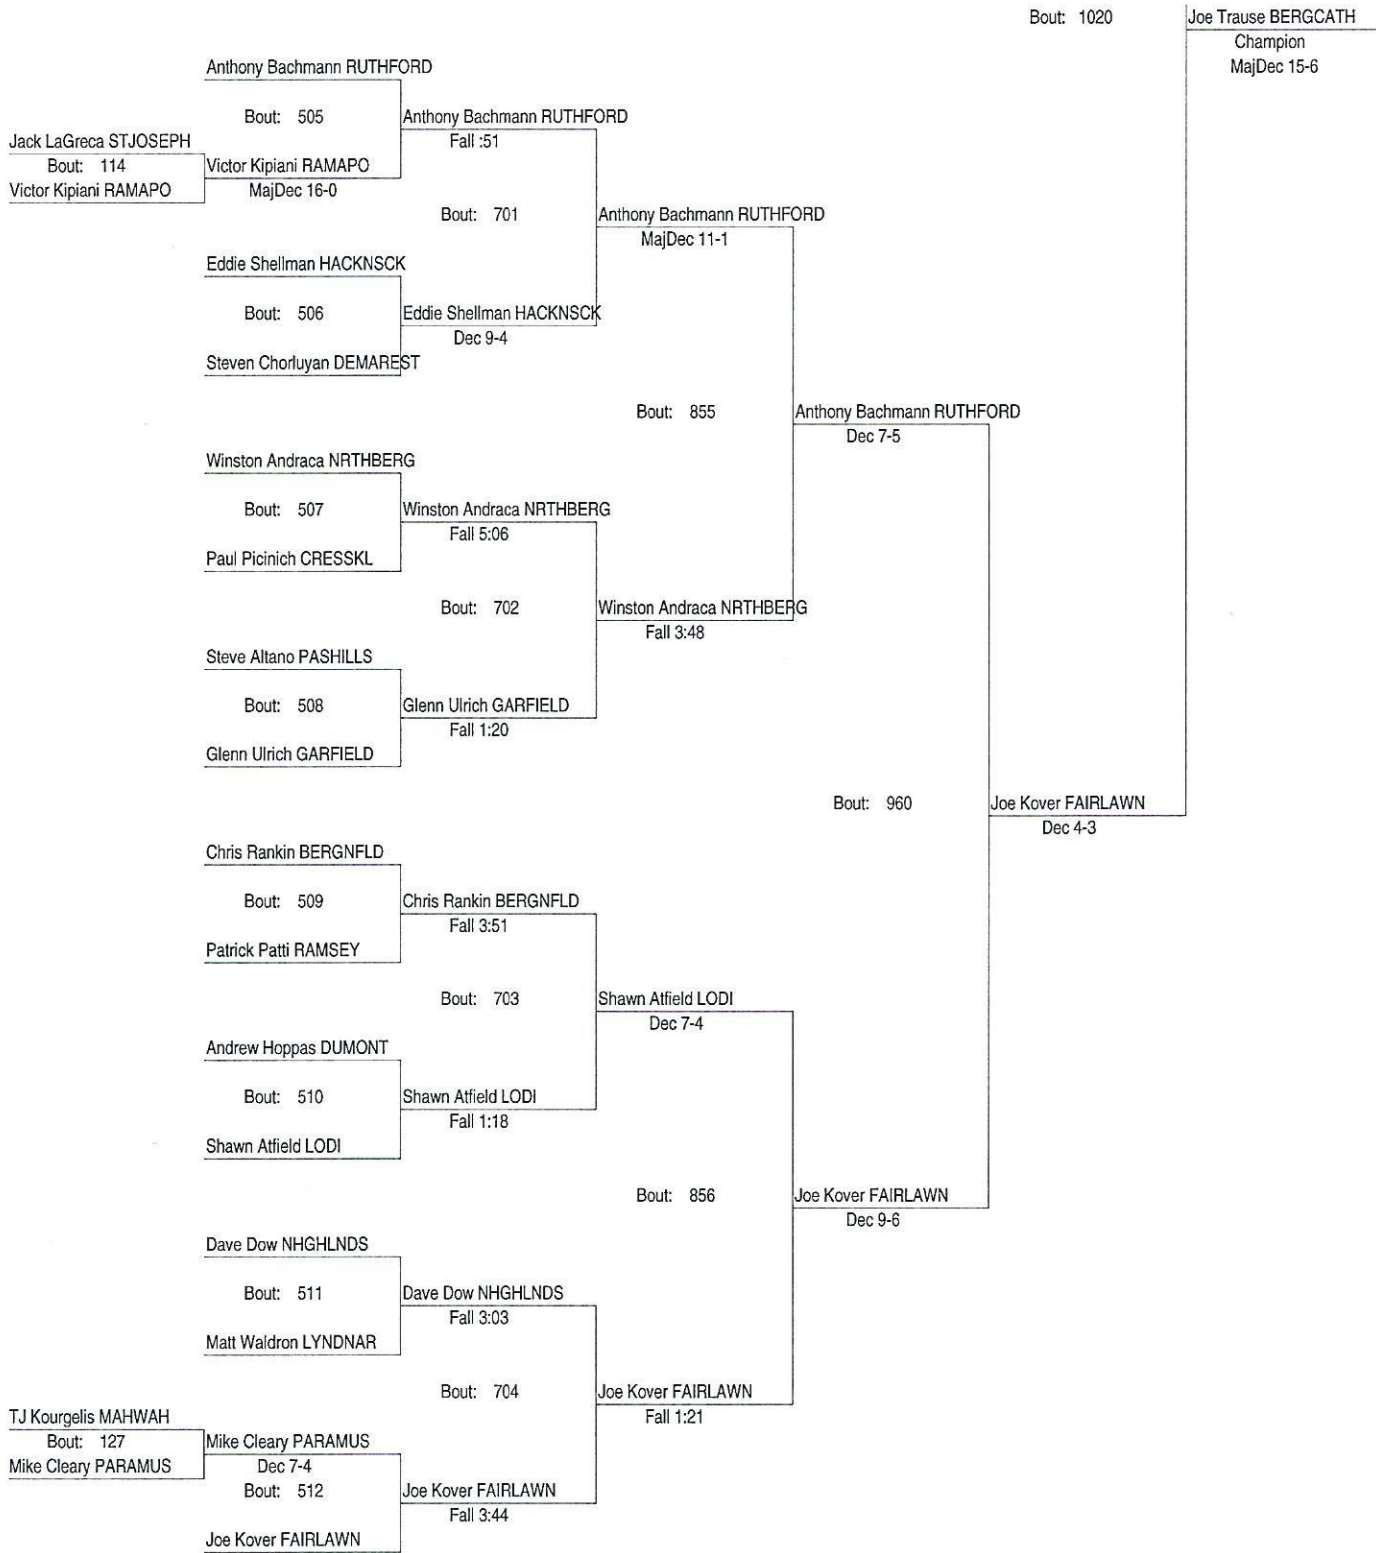 Bout: 1020
Joe Trause BERGCATH
Champion
MajDec 15-6
Anthony Bachmann RUTHFORD
Bout: 505
Anthony Bachmann RUTHFORD
Fall :51
Jack LaGreca STJOSEPH
Bout: 114
Victor Kipiani RAMAPO
Victor Kipiani RAMAPO
MajDec 16-0
Bout: 701
Anthony Bachmann RUTHFORD
MajDec 11-1
Eddie Shellman HACKNSCK
Bout: 506
Eddie Shellman HACKNSCK
Dec 9-4
Steven Chorluyan DEMAREST
Bout: 855
Anthony Bachmann RUTHFORD
Dec 7-5
Winston Andraca NRTHBERG
Bout: 507
Winston Andraca NRTHBERG
Fall 5:06
Paul Picinich CRESSKL
Bout: 702
Winston Andraca NRTHBERG
Fall 3:48
Steve Altano PASHILLS
Bout: 508
Glenn Ulrich GARFIELD
Fall 1:20
Glenn Ulrich GARFIELD
Bout: 960
Joe Kover FAIRLAWN
Dec 4-3
Chris Rankin BERGNFLD
Bout: 509
Chris Rankin BERGNFLD
Fall 3:51
Patrick Patti RAMSEY
Bout: 703
Shawn Atfield LODI
Dec 7-4
Andrew Hoppas DUMONT
Bout: 510
Shawn Atfield LODI
Fall 1:18
Shawn Atfield LODI
Bout: 856
Joe Kover FAIRLAWN
Dec 9-6
Dave Dow NHGHLNDS
Bout: 511
Dave Dow NHGHLNDS
Fall 3:03
Matt Waldron LYNDNAR
Bout: 704
Joe Kover FAIRLAWN
Fall 1:21
TJ Kourgelis MAHWAH
Bout: 127
Mike Cleary PARAMUS
Mike Cleary PARAMUS
Dec 7-4
Bout: 512
Joe Kover FAIRLAWN
Fall 3:44
Joe Kover FAIRLAWN